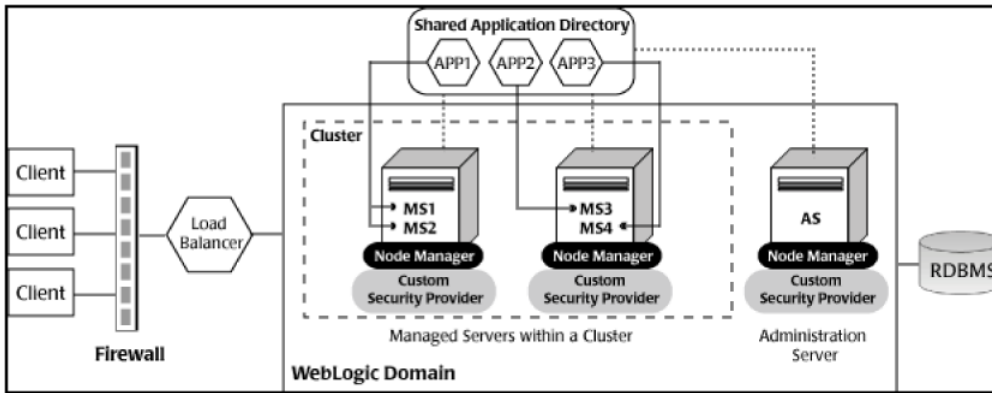 Shared Application Directory
APP1 APP2 APP3
Cluster
Client
Client
Client
Load
Balancer
MS1
MS2
MS3
MS4
AS
Node Manager
Node Manager
Node Manager
Custom
Security Provider
Custom
Security Provider
Custom
Security Provider
RDBMS
Firewall
Managed Servers within a Cluster
Administration
Server
WebLogic Domain